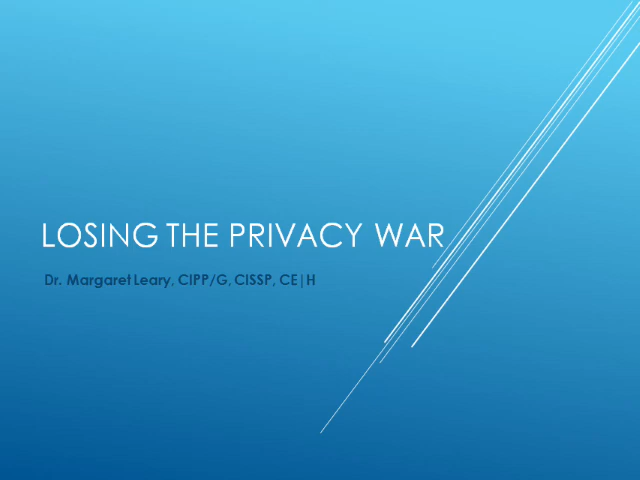 LOSING THE PRIVACY WAR
Dr. Margaret Leary, CIPP/G, CISSP, CE|H